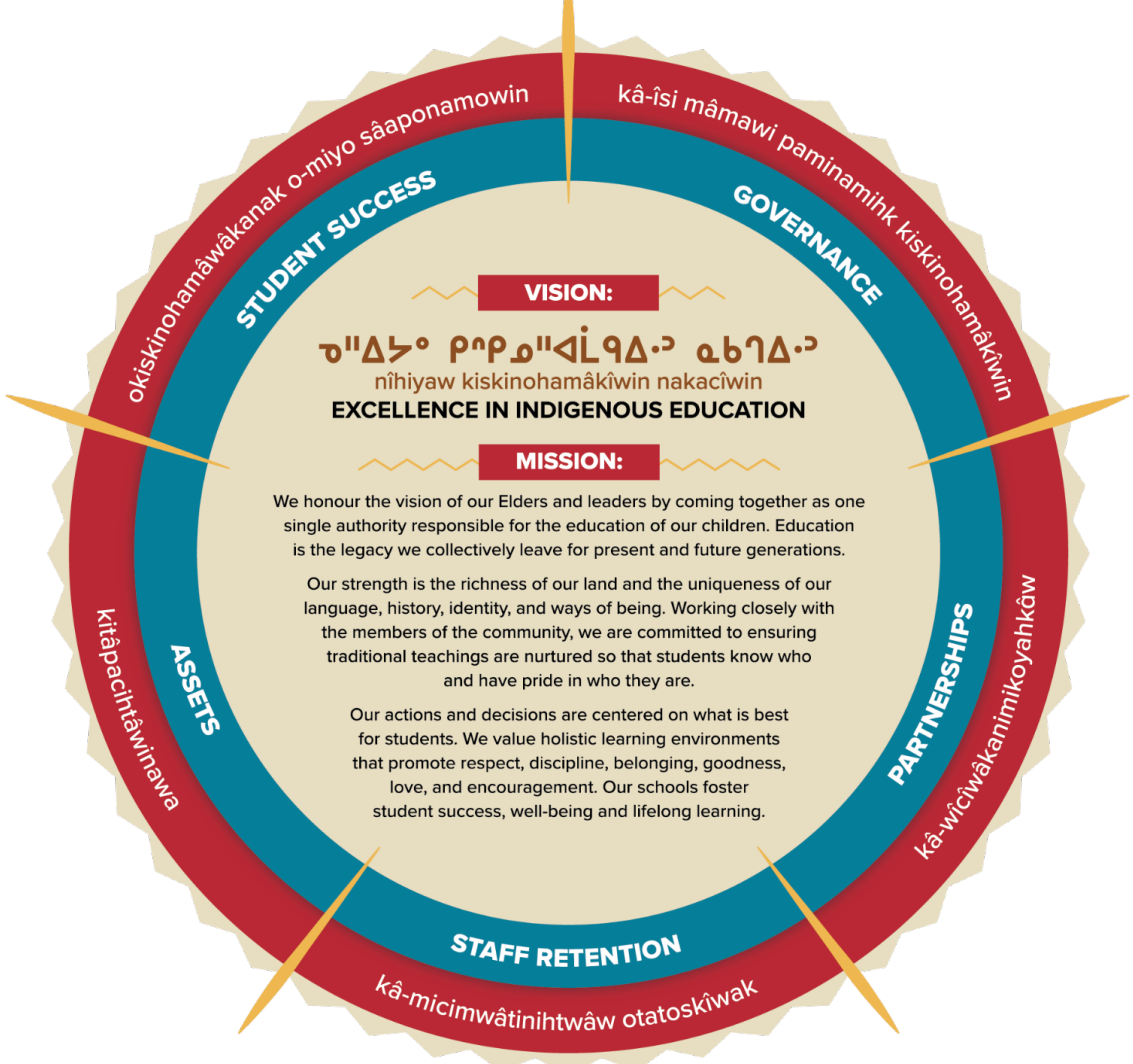 okiskinohamâwâkanak o-miyo sâaponamowin
kâ-îsi mâmawi paminamihk kiskinohamâkîwin
STUDENT SUCCESS
GOVERNANCE
VISION:
ᓀᐦᐃᔭᐤ ᑭᐢᑭᓄᐦᐊᒫᑫᐃᐧᐣ ᓇᑲᒉᐃᐧᐣ
nîhiyaw kiskinohamâkîwin nakacîwin
EXCELLENCE IN INDIGENOUS EDUCATION
MISSION:
We honour the vision of our Elders and leaders by coming together as one
single authority responsible for the education of our children. Education
is the legacy we collectively leave for present and future generations.
Our strength is the richness of our land and the uniqueness of our
language, history, identity, and ways of being. Working closely with
the members of the community, we are committed to ensuring
traditional teachings are nurtured so that students know who
and have pride in who they are.
Our actions and decisions are centered on what is best
for students. We value holistic learning environments
that promote respect, discipline, belonging, goodness,
love, and encouragement. Our schools foster
student success, well-being and lifelong learning.
ASSETS
kitâpacihtâwinawa
PARTNERSHIPS
kâ-wîcîwâkanimikoyahkâw
STAFF RETENTION
kâ-micimwâtinihtwâw otatoskîwak